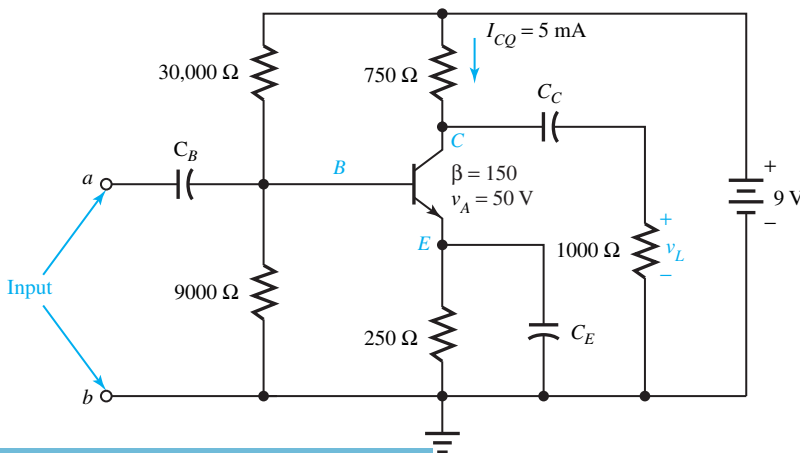 I_CQ = 5 mA
30,000 Ω
750 Ω
C_C
C_B
C
a
B
β = 150
v_A = 50 V
+
9 V
−
E
1000 Ω
+
v_L
−
Input
9000 Ω
250 Ω
C_E
b